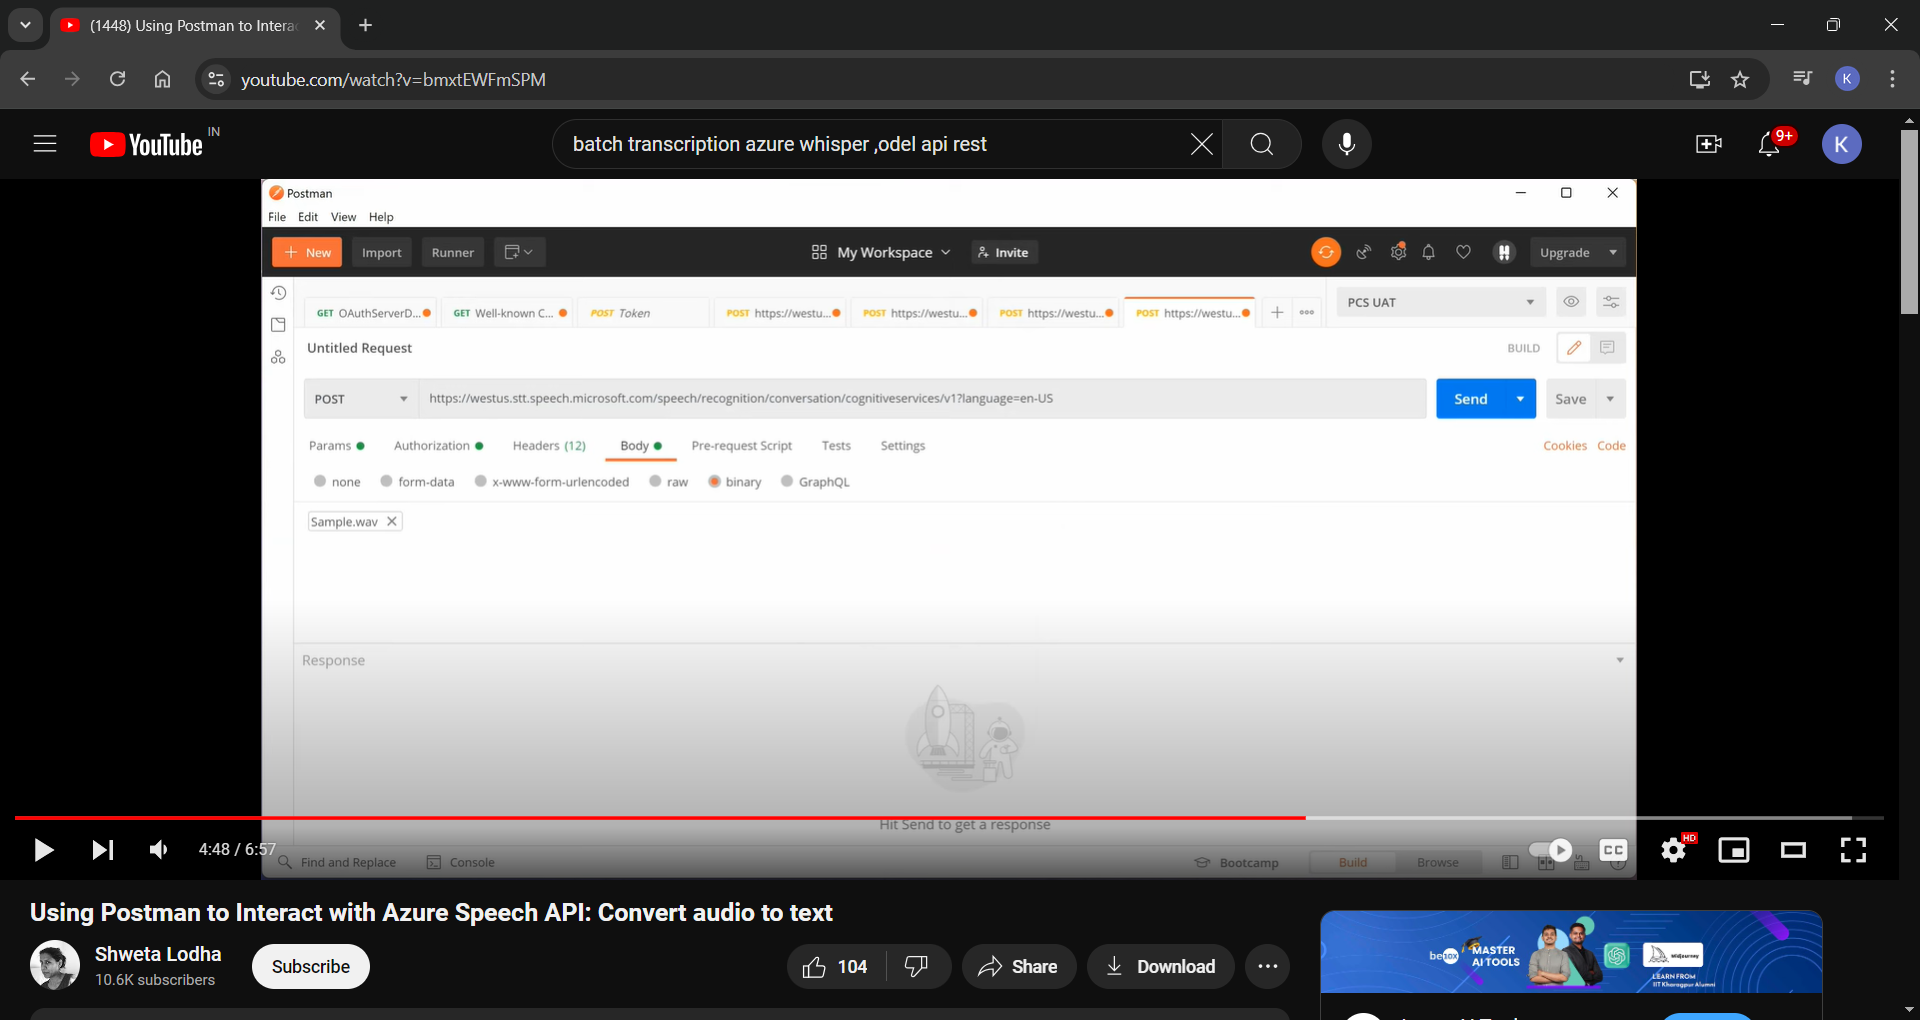 (1448) Using Postman to Intera
youtube.com/watch?v=bmxtEWFmSPM
K
YouTube IN
batch transcription azure whisper ,odel api rest
9+
K
Postman
File Edit View Help
New Import Runner My Workspace Invite Upgrade
GET OAuthServerD... GET Well-known C... POST Token POST https://westu... POST https://westu... POST https://westu... POST https://westu... PCS UAT
Untitled Request BUILD
POST https://westus.stt.speech.microsoft.com/speech/recognition/conversation/cognitiveservices/v1?language=en-US Send Save
Params Authorization Headers (12) Body Pre-request Script Tests Settings Cookies Code
none form-data x-www-form-urlencoded raw binary GraphQL
Sample.wav
Response
Hit Send to get a response
4:48 / 6:57 CC HD
Find and Replace Console Bootcamp Build Browse
Using Postman to Interact with Azure Speech API: Convert audio to text
Shweta Lodha
10.6K subscribers
Subscribe
104 Share Download
be10x MASTER AI TOOLS Midjourney
LEARN FROM
IIT Kharagpur Alumni